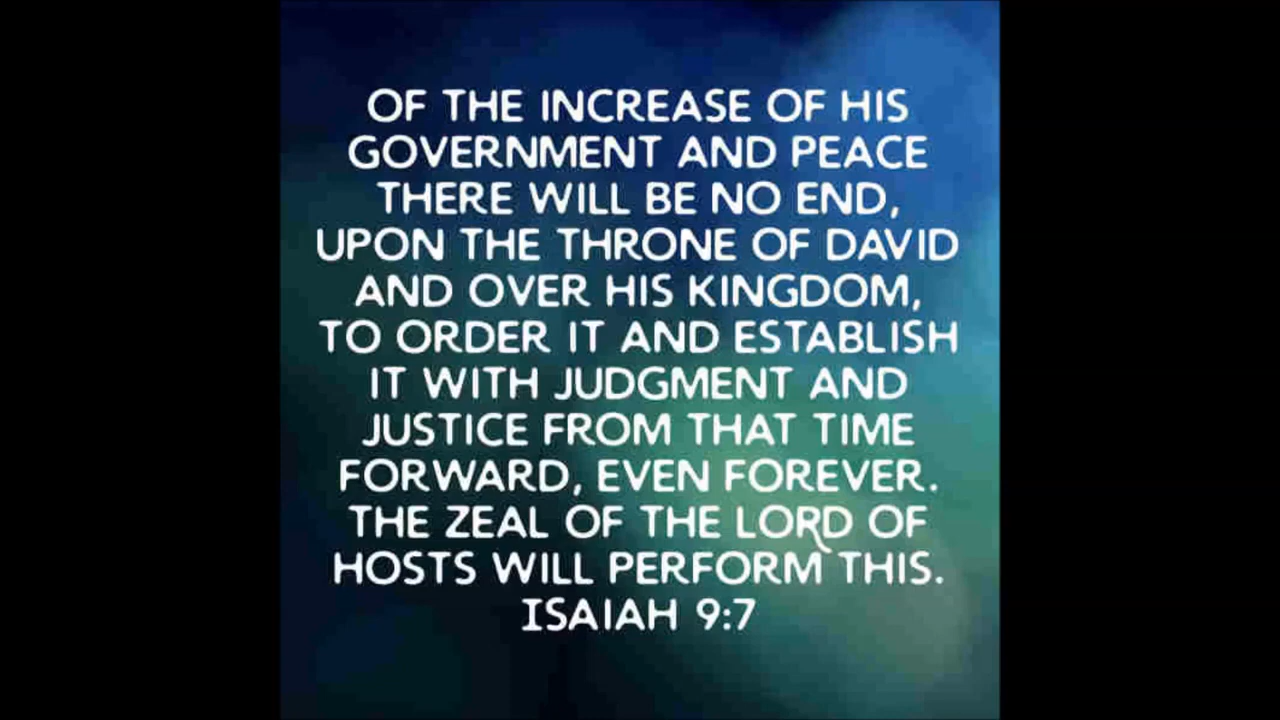 OF THE INCREASE OF HIS
GOVERNMENT AND PEACE
THERE WILL BE NO END,
UPON THE THRONE OF DAVID
AND OVER HIS KINGDOM,
TO ORDER IT AND ESTABLISH
IT WITH JUDGMENT AND
JUSTICE FROM THAT TIME
FORWARD, EVEN FOREVER.
THE ZEAL OF THE LORD OF
HOSTS WILL PERFORM THIS.
ISAIAH 9:7